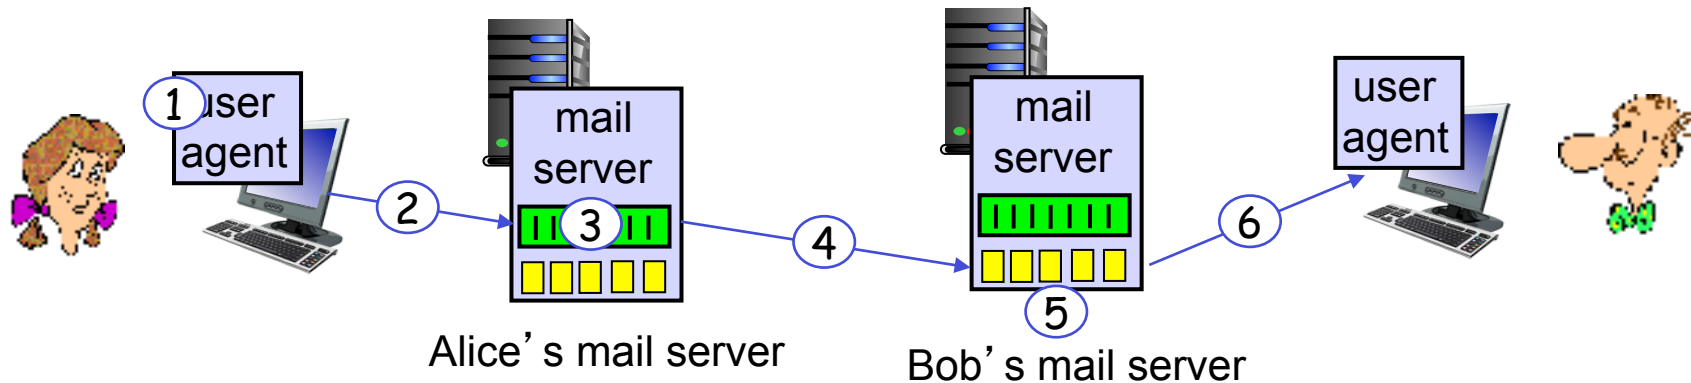 1
user
agent
2
mail
server
3
Alice’s mail server
4
mail
server
5
Bob’s mail server
6
user
agent